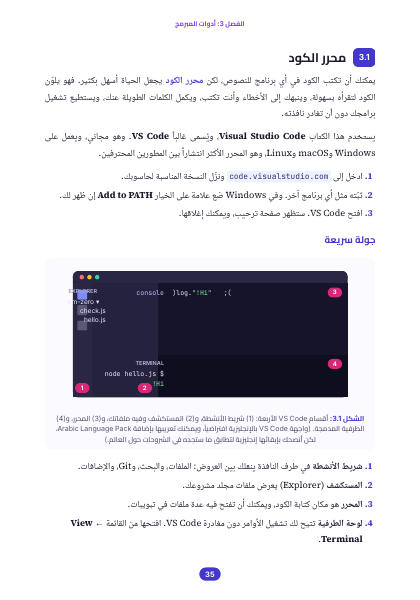 الفصل 3: أدوات المبرمج
3.1 محرر الكود
يمكنك أن تكتب الكود في أي برنامج للنصوص، لكن محرر الكود يجعل الحياة أسهل بكثير. فهو يلوّن
الكود لتقرأه بسهولة، وينبهك إلى الأخطاء وأنت تكتب، ويكمل الكلمات الطويلة عنك، ويستطيع تشغيل
برامجك دون أن تغادر نافذته.
يستخدم هذا الكتاب Visual Studio Code، ويُسمى غالباً VS Code. وهو مجاني، ويعمل على
Windows وmacOS وLinux، وهو المحرر الأكثر انتشاراً بين المطورين المحترفين.
1. ادخل إلى code.visualstudio.com ونزّل النسخة المناسبة لحاسوبك.
2. ثبّته مثل أي برنامج آخر. وفي Windows ضع علامة على الخيار Add to PATH إن ظهر لك.
3. افتح VS Code. ستظهر صفحة ترحيب، ويمكنك إغلاقها.
جولة سريعة
EXPLORER
m-zero ▾
check.js
hello.js
console )log."!Hi" ;(
3
TERMINAL
4
node hello.js $
!Hi
1
2
الشكل 3.1: أقسام VS Code الأربعة: (1) شريط الأنشطة، و(2) المستكشف وفيه ملفاتك، و(3) المحرر، و(4)
الطرفية المدمجة. (واجهة VS Code بالإنجليزية افتراضياً، ويمكنك تعريبها بإضافة Arabic Language Pack،
لكن أنصحك بإبقائها إنجليزية لتطابق ما ستجده في الشروحات حول العالم.)
1. شريط الأنشطة في طرف النافذة ينقلك بين العروض: الملفات، والبحث، وGit، والإضافات.
2. المستكشف (Explorer) يعرض ملفات مجلد مشروعك.
3. المحرر هو مكان كتابة الكود، ويمكنك أن تفتح فيه عدة ملفات في تبويبات.
4. لوحة الطرفية تتيح لك تشغيل الأوامر دون مغادرة VS Code. افتحها من القائمة View ←
Terminal.
35